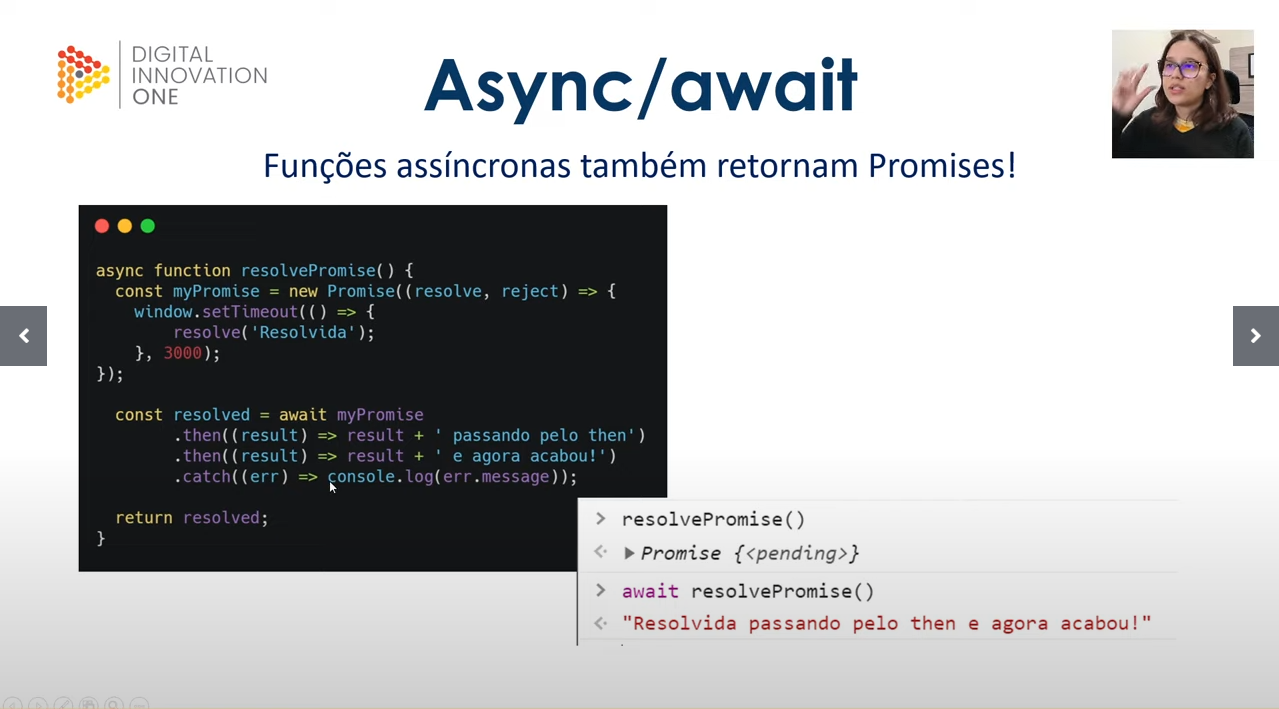 DIGITAL
INNOVATION
ONE
Async/await
Funções assíncronas também retornam Promises!
async function resolvePromise() {
  const myPromise = new Promise((resolve, reject) => {
    window.setTimeout(() => {
        resolve('Resolvida');
    }, 3000);
});
  const resolved = await myPromise
        .then((result) => result + ' passando pelo then')
        .then((result) => result + ' e agora acabou!')
        .catch((err) => console.log(err.message));
  return resolved;
}
> resolvePromise()
Promise {<pending>}
> await resolvePromise()
"Resolvida passando pelo then e agora acabou!"